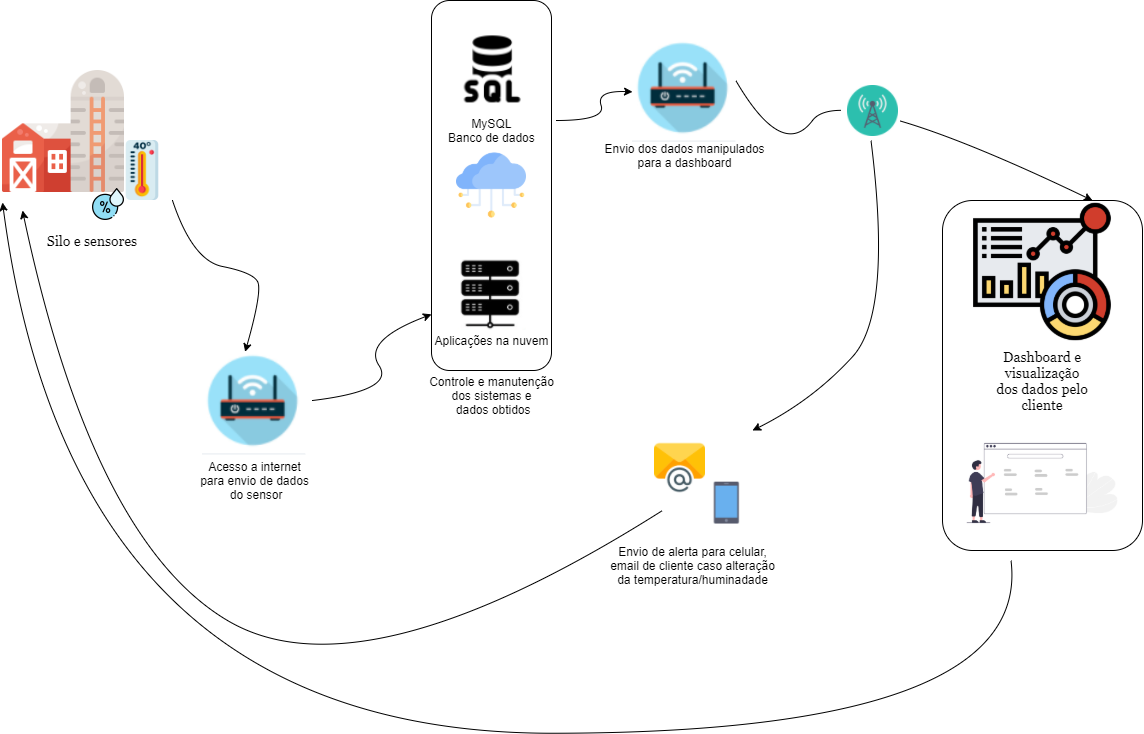 40°
%
Silo e sensores
Acesso a internet
para envio de dados
do sensor
SQL
MySQL
Banco de dados
Aplicações na nuvem
Controle e manutenção
dos sistemas e
dados obtidos
Envio dos dados manipulados
para a dashboard
@
Envio de alerta para celular,
email de cliente caso alteração
da temperatura/huminadade
Dashboard e
visualização
dos dados pelo
cliente